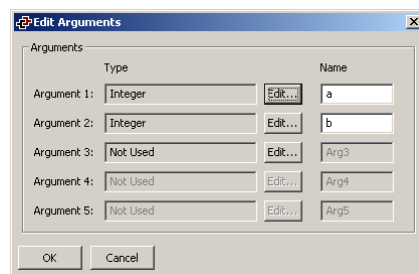 Edit Arguments
Arguments
Type Name
Argument 1: Integer Edit... a
Argument 2: Integer Edit... b
Argument 3: Not Used Edit... Arg3
Argument 4: Not Used Edit... Arg4
Argument 5: Not Used Edit... Arg5
OK Cancel